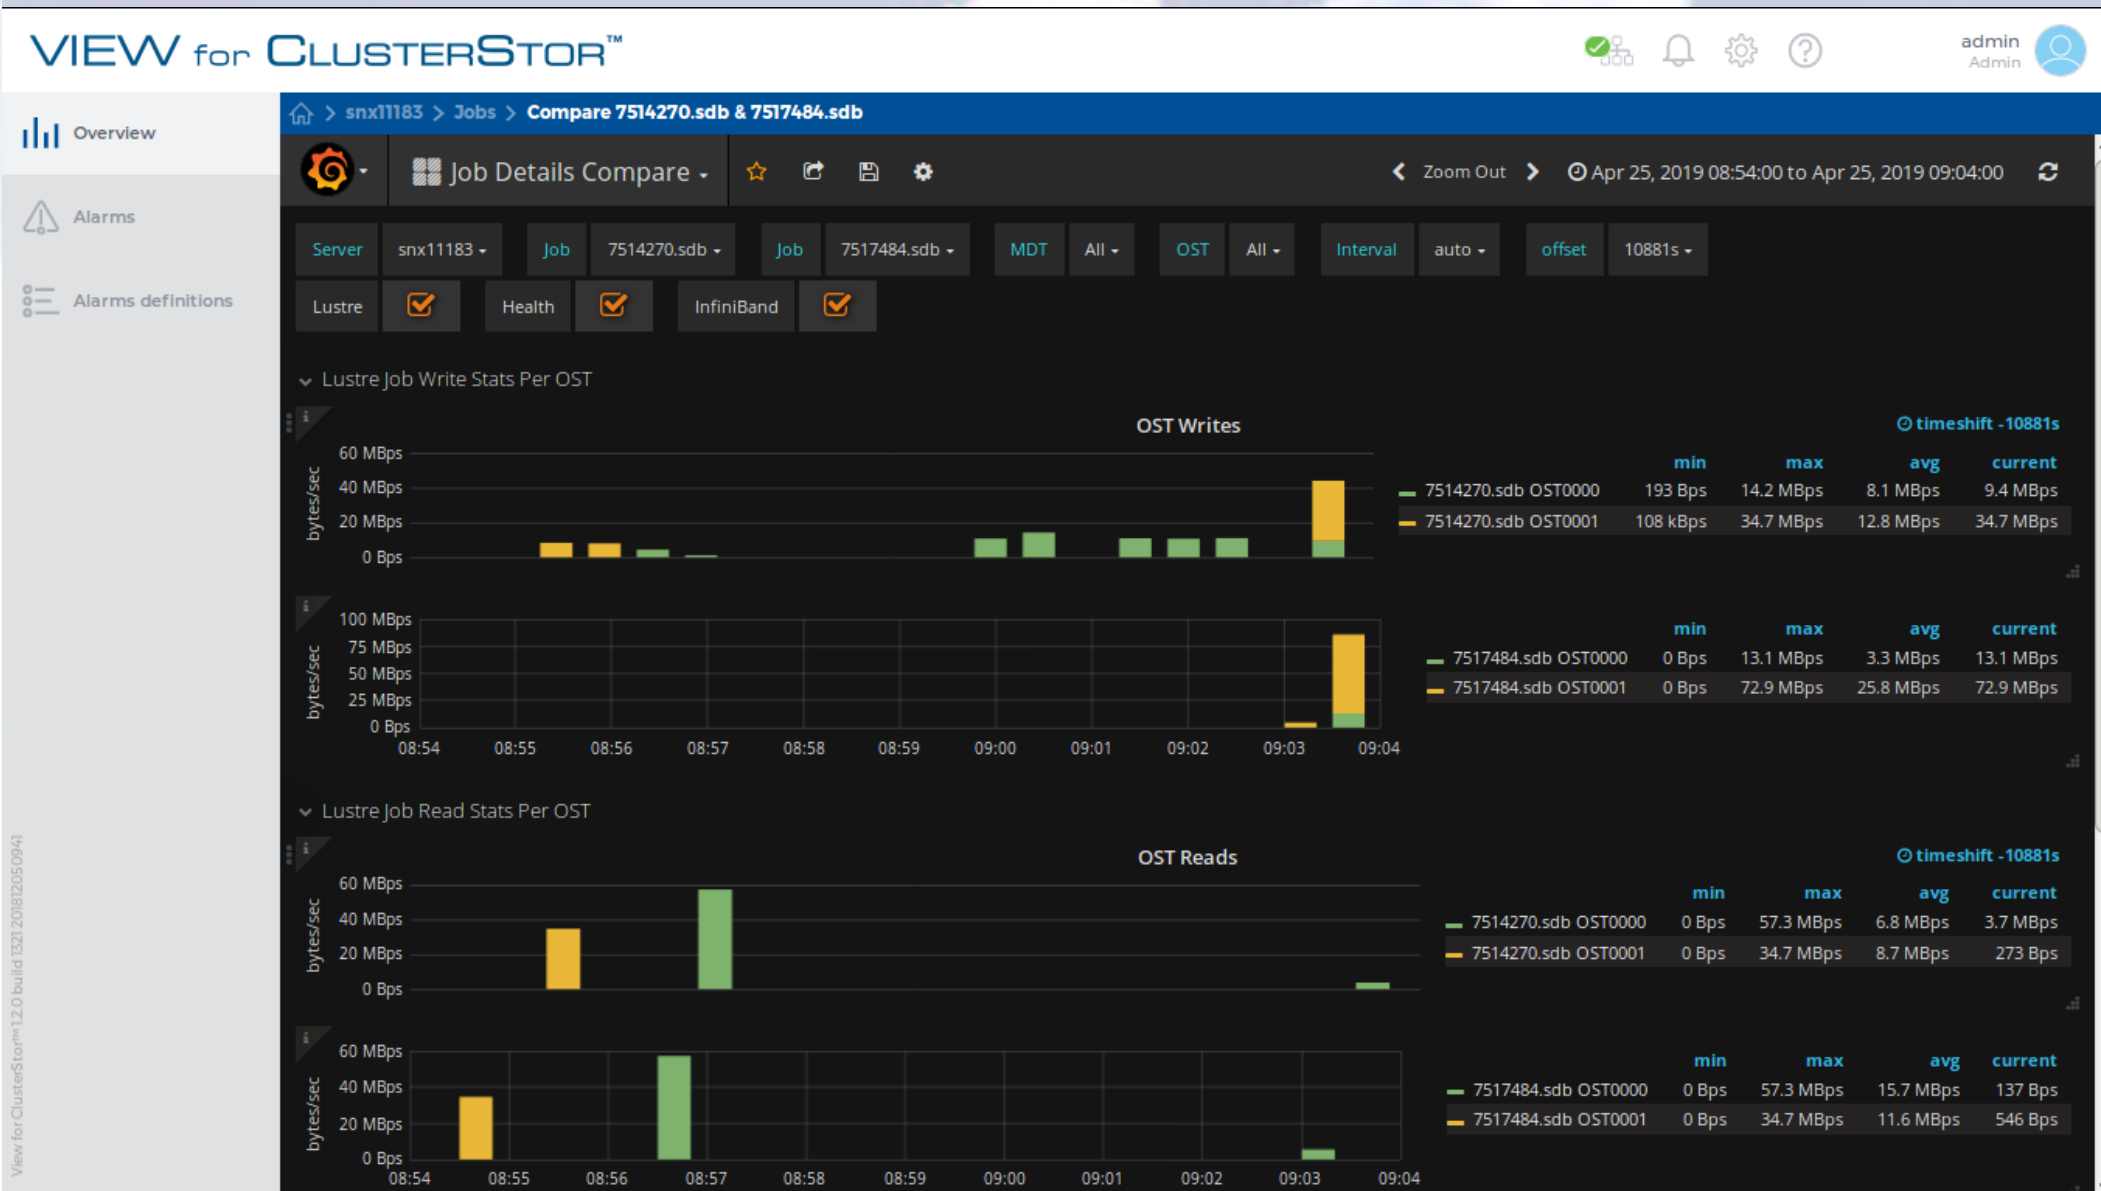 VIEW for CLUSTERSTOR™
admin
Admin
Overview
Alarms
Alarms definitions
View for ClusterStor™ 1.2.0 build 1321 201812050941
> snx11183 > Jobs > Compare 7514270.sdb & 7517484.sdb
Job Details Compare
Zoom Out
Apr 25, 2019 08:54:00 to Apr 25, 2019 09:04:00
Server snx11183 Job 7514270.sdb Job 7517484.sdb MDT All OST All Interval auto offset 10881s
Lustre Health InfiniBand
Lustre Job Write Stats Per OST
OST Writes
timeshift -10881s
bytes/sec
60 MBps
40 MBps
20 MBps
0 Bps
min max avg current
7514270.sdb OST0000 193 Bps 14.2 MBps 8.1 MBps 9.4 MBps
7514270.sdb OST0001 108 kBps 34.7 MBps 12.8 MBps 34.7 MBps
bytes/sec
100 MBps
75 MBps
50 MBps
25 MBps
0 Bps
08:54 08:55 08:56 08:57 08:58 08:59 09:00 09:01 09:02 09:03 09:04
min max avg current
7517484.sdb OST0000 0 Bps 13.1 MBps 3.3 MBps 13.1 MBps
7517484.sdb OST0001 0 Bps 72.9 MBps 25.8 MBps 72.9 MBps
Lustre Job Read Stats Per OST
OST Reads
timeshift -10881s
bytes/sec
60 MBps
40 MBps
20 MBps
0 Bps
min max avg current
7514270.sdb OST0000 0 Bps 57.3 MBps 6.8 MBps 3.7 MBps
7514270.sdb OST0001 0 Bps 34.7 MBps 8.7 MBps 273 Bps
bytes/sec
60 MBps
40 MBps
20 MBps
0 Bps
08:54 08:55 08:56 08:57 08:58 08:59 09:00 09:01 09:02 09:03 09:04
min max avg current
7517484.sdb OST0000 0 Bps 57.3 MBps 15.7 MBps 137 Bps
7517484.sdb OST0001 0 Bps 34.7 MBps 11.6 MBps 546 Bps